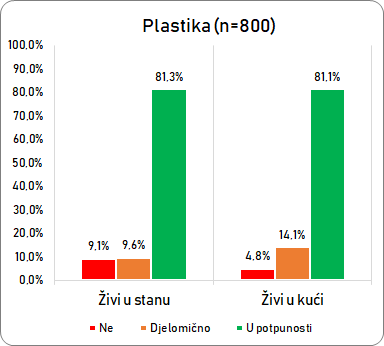 Plastika (n=800)
100,0%
90,0%
80,0%
70,0%
60,0%
50,0%
40,0%
30,0%
20,0%
10,0%
0,0%
9,1%
9,6%
81,3%
4,8%
14,1%
81,1%
Živi u stanu
Živi u kući
Ne
Djelomično
U potpunosti